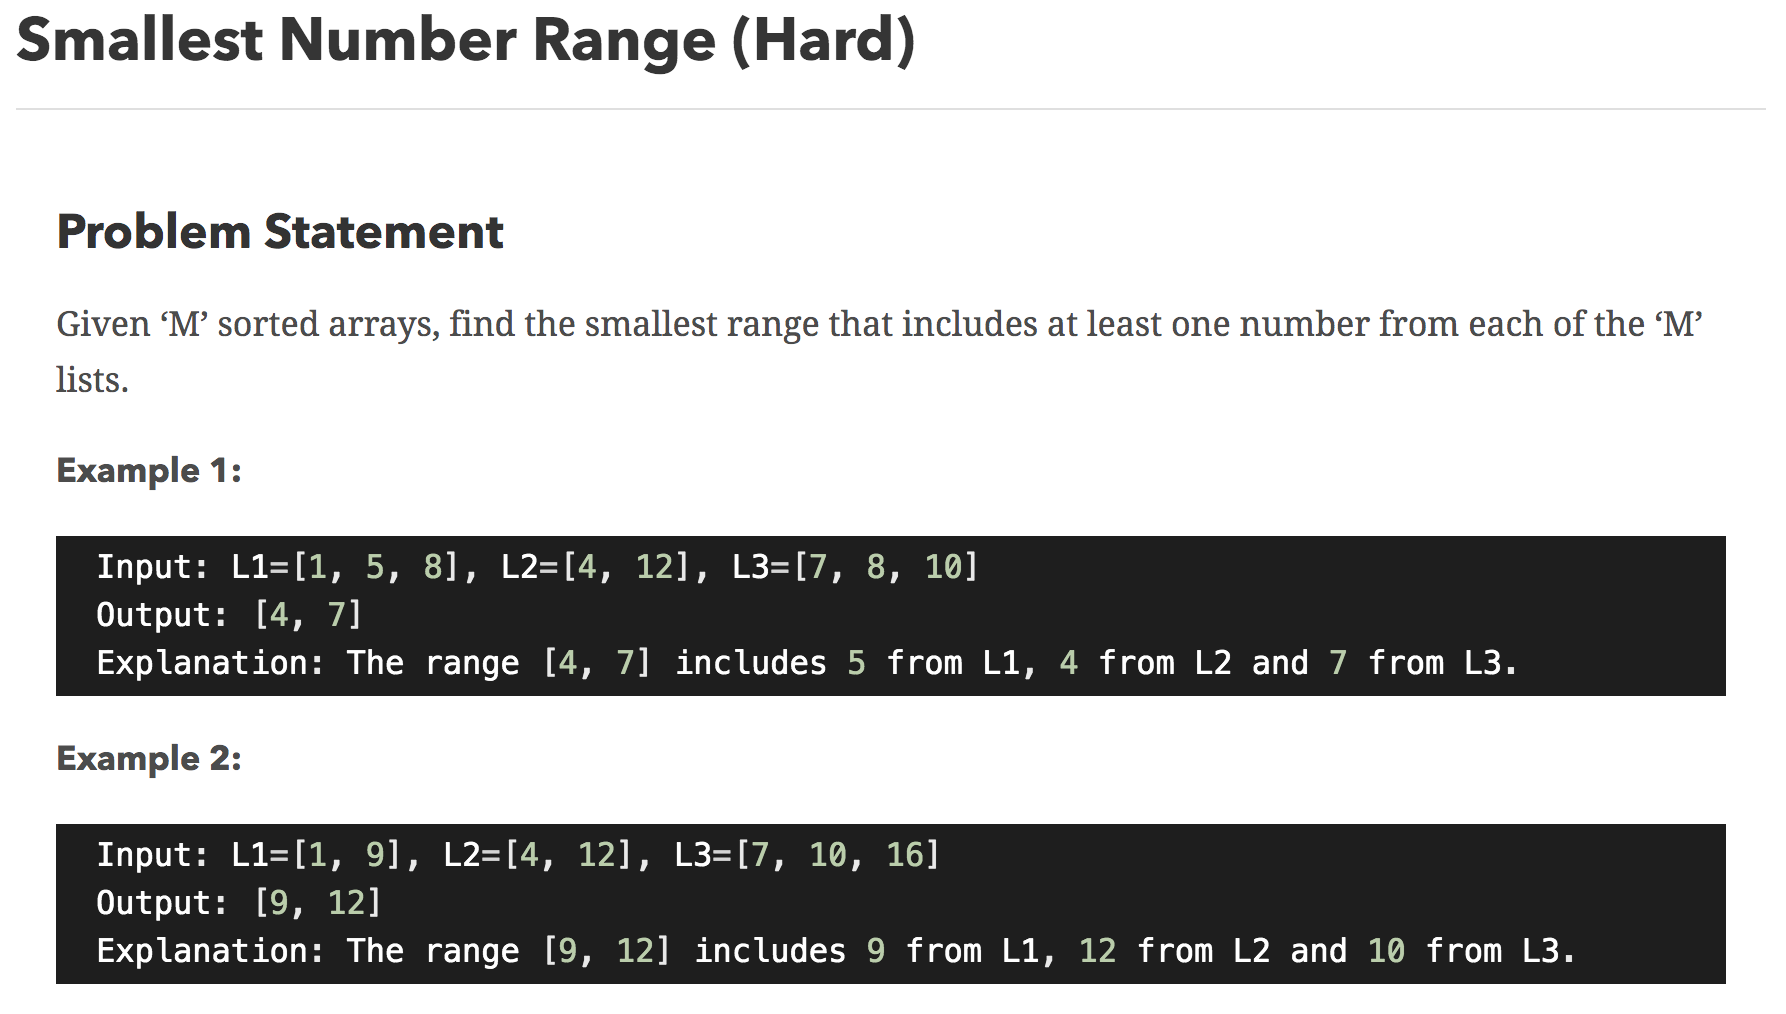 Smallest Number Range (Hard)
Problem Statement
Given ‘M’ sorted arrays, find the smallest range that includes at least one number from each of the ‘M’
lists.
Example 1:
Input: L1=[1, 5, 8], L2=[4, 12], L3=[7, 8, 10]
Output: [4, 7]
Explanation: The range [4, 7] includes 5 from L1, 4 from L2 and 7 from L3.
Example 2:
Input: L1=[1, 9], L2=[4, 12], L3=[7, 10, 16]
Output: [9, 12]
Explanation: The range [9, 12] includes 9 from L1, 12 from L2 and 10 from L3.